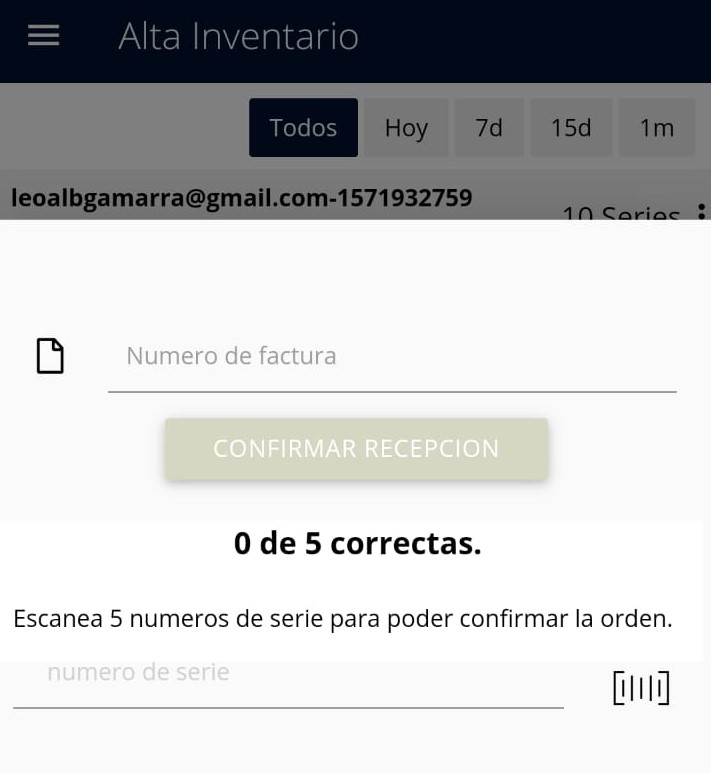 Alta Inventario
Todos Hoy 7d 15d 1m
leoalbgamarra@gmail.com-1571932759
10 Series
Numero de factura
CONFIRMAR RECEPCION
0 de 5 correctas.
Escanea 5 numeros de serie para poder confirmar la orden.
numero de serie